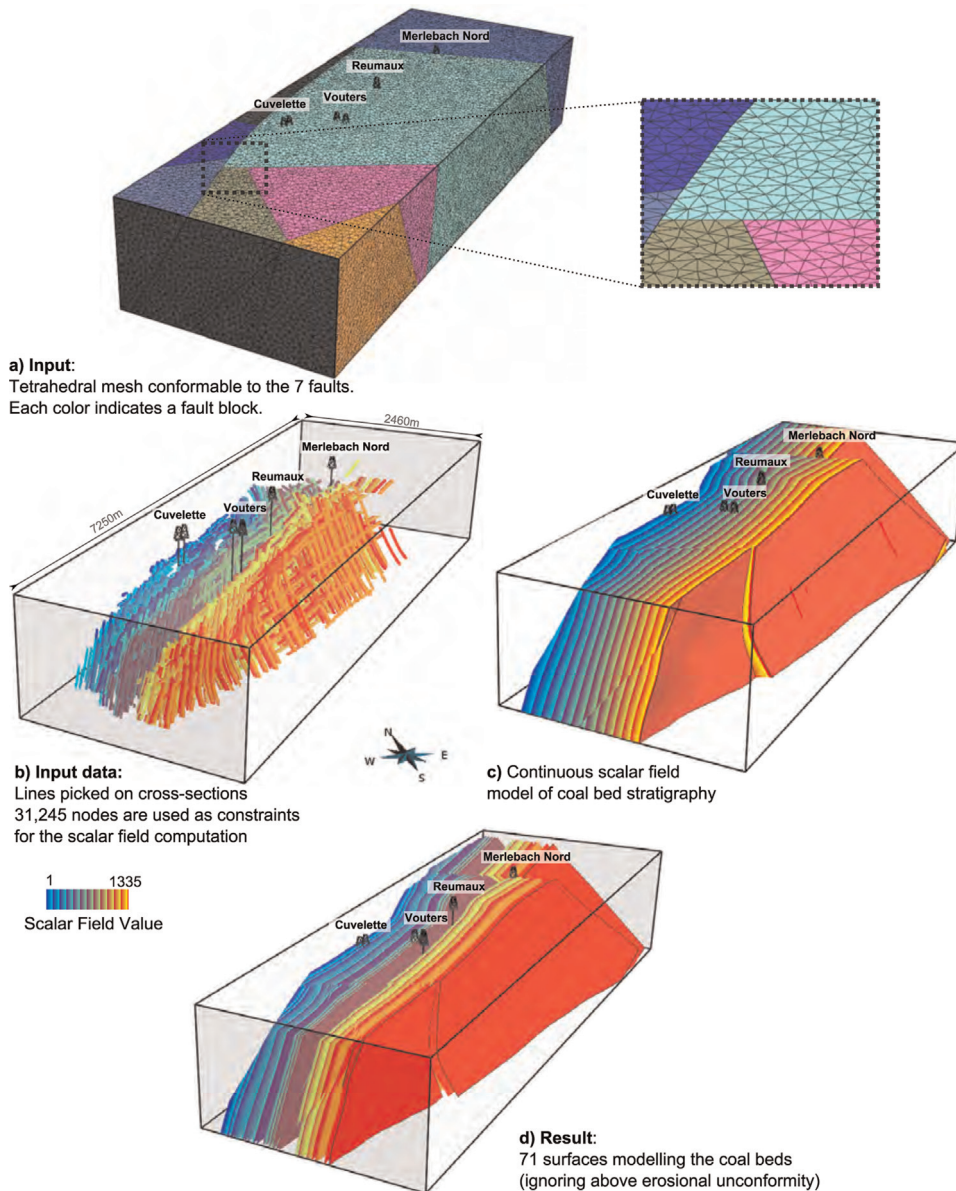 Merlebach Nord
Reumaux
Vouters
Cuvelette
a) Input:
Tetrahedral mesh conformable to the 7 faults.
Each color indicates a fault block.
2460m
7250m
Merlebach Nord
Reumaux
Vouters
Cuvelette
b) Input data:
Lines picked on cross-sections
31,245 nodes are used as constraints
for the scalar field computation
N
W E
S
Merlebach Nord
Reumaux
Cuvelette Vouters
c) Continuous scalar field
model of coal bed stratigraphy
1 1335
Scalar Field Value
Merlebach Nord
Reumaux
Vouters
Cuvelette
d) Result:
71 surfaces modelling the coal beds
(ignoring above erosional unconformity)